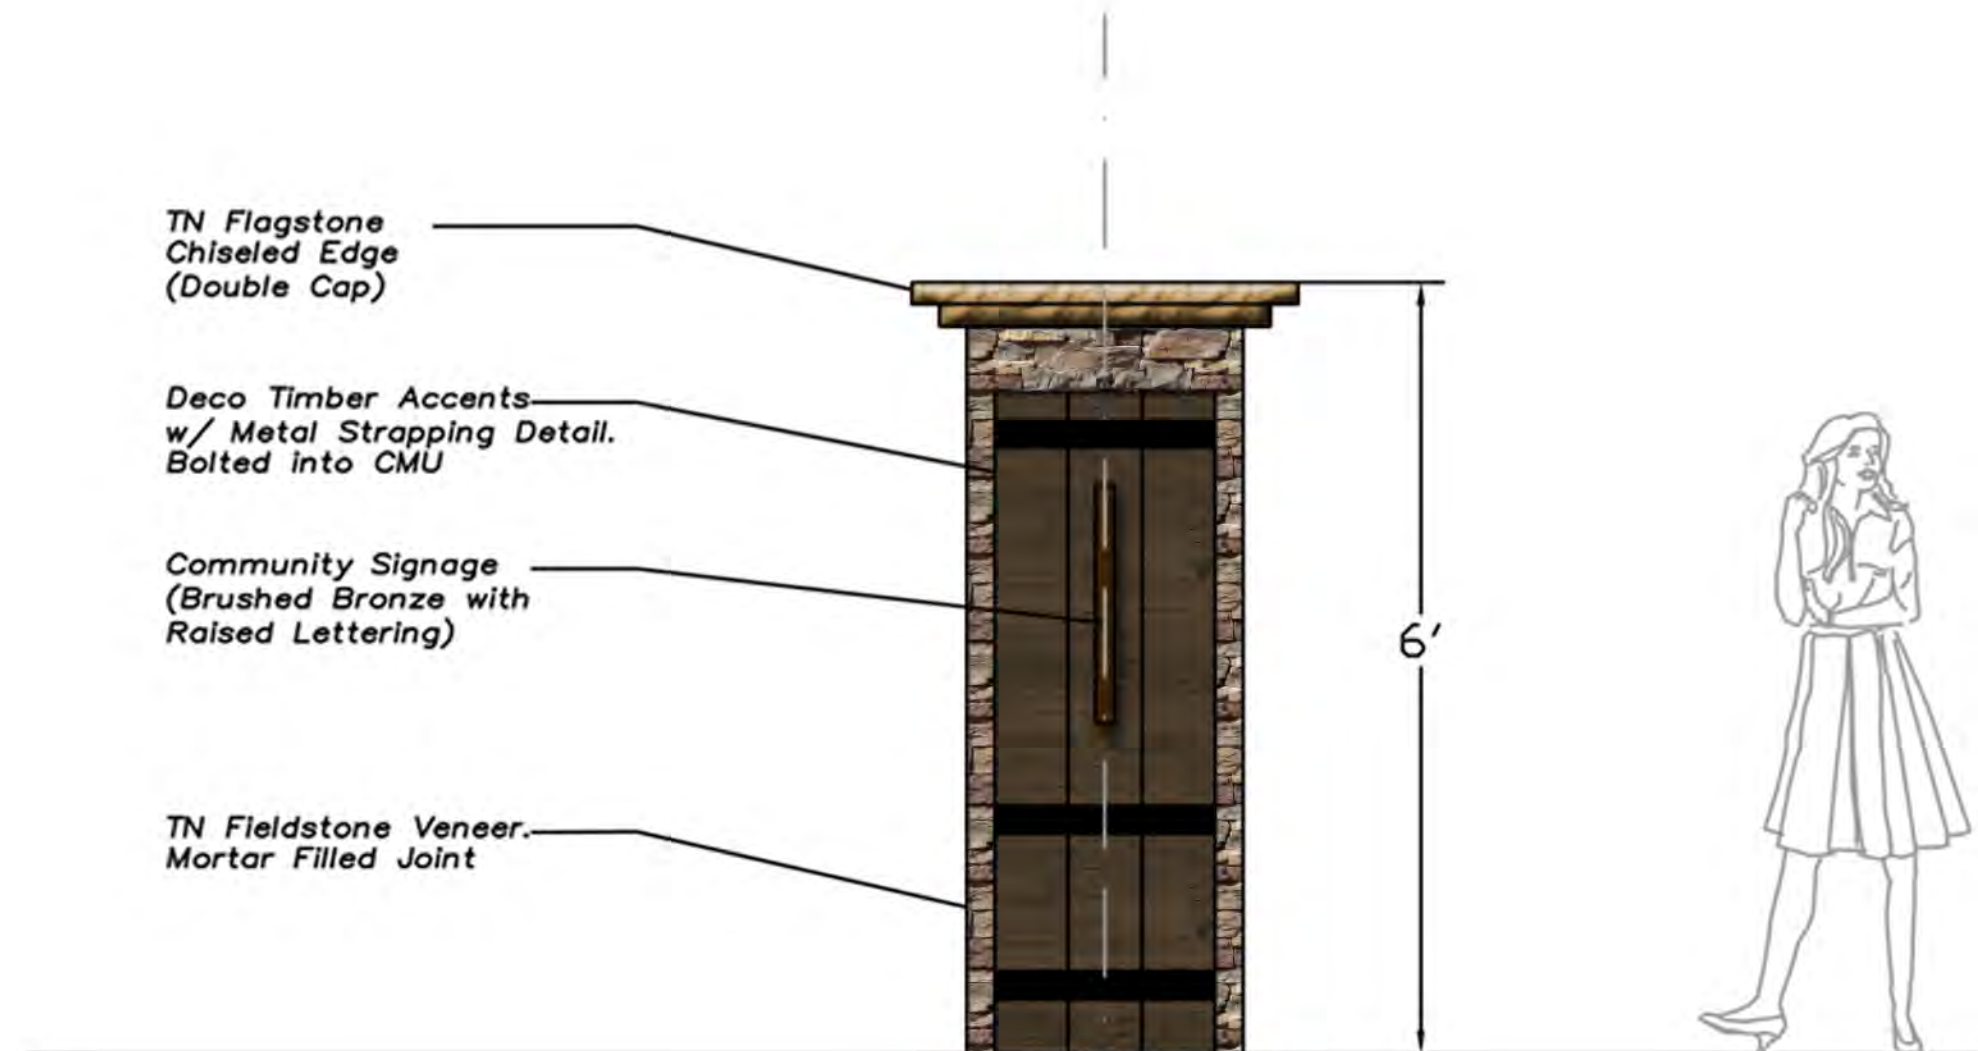 TN Flagstone
Chiseled Edge
(Double Cap)
Deco Timber Accents
w/ Metal Strapping Detail.
Bolted into CMU
Community Signage
(Brushed Bronze with
Raised Lettering)
6'
TN Fieldstone Veneer.
Mortar Filled Joint